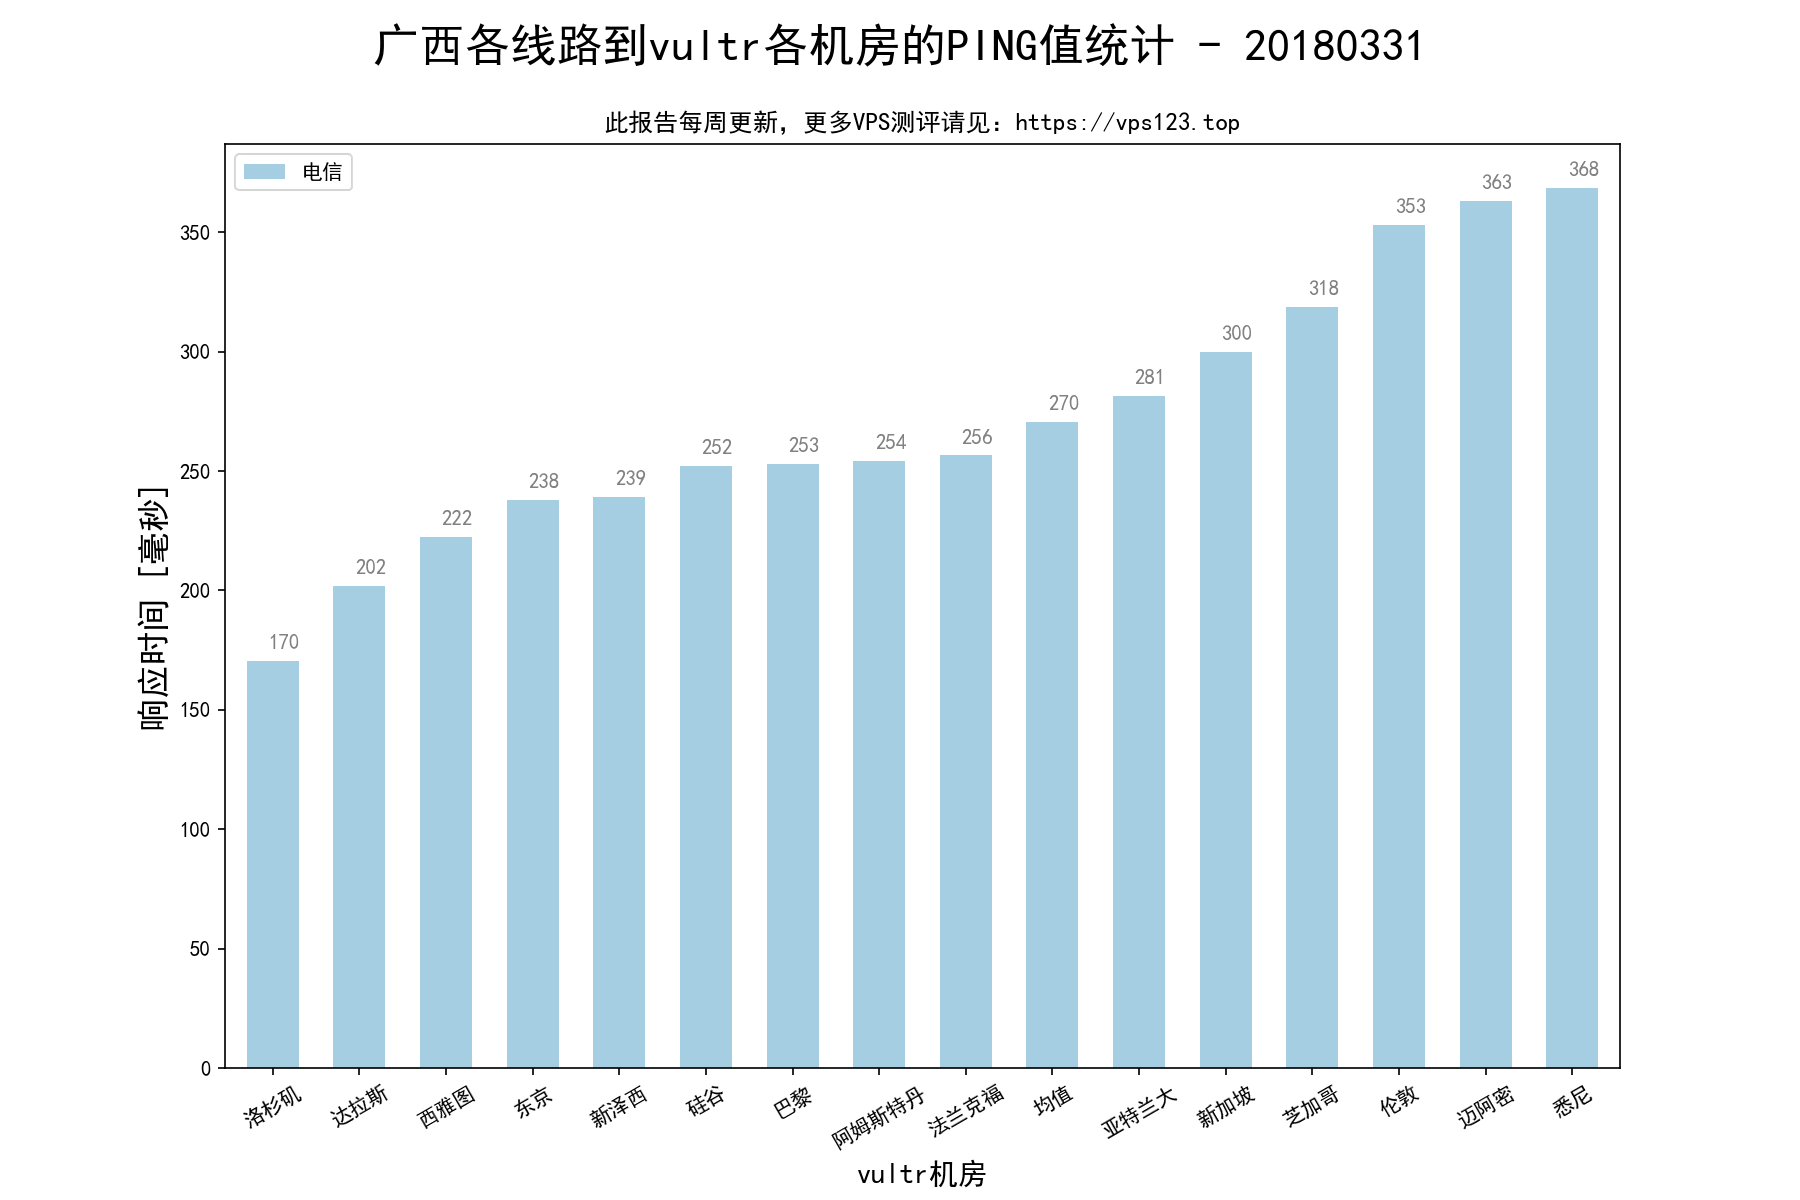 广西各线路到vultr各机房的PING值统计 - 20180331
此报告每周更新，更多VPS测评请见：https://vps123.top
电信
响应时间 [毫秒]
350
300
250
200
150
100
50
0
170
202
222
238
239
252
253
254
256
270
281
300
318
353
363
368
洛杉矶
达拉斯
西雅图
东京
新泽西
硅谷
巴黎
阿姆斯特丹
法兰克福
均值
亚特兰大
新加坡
芝加哥
伦敦
迈阿密
悉尼
vultr机房